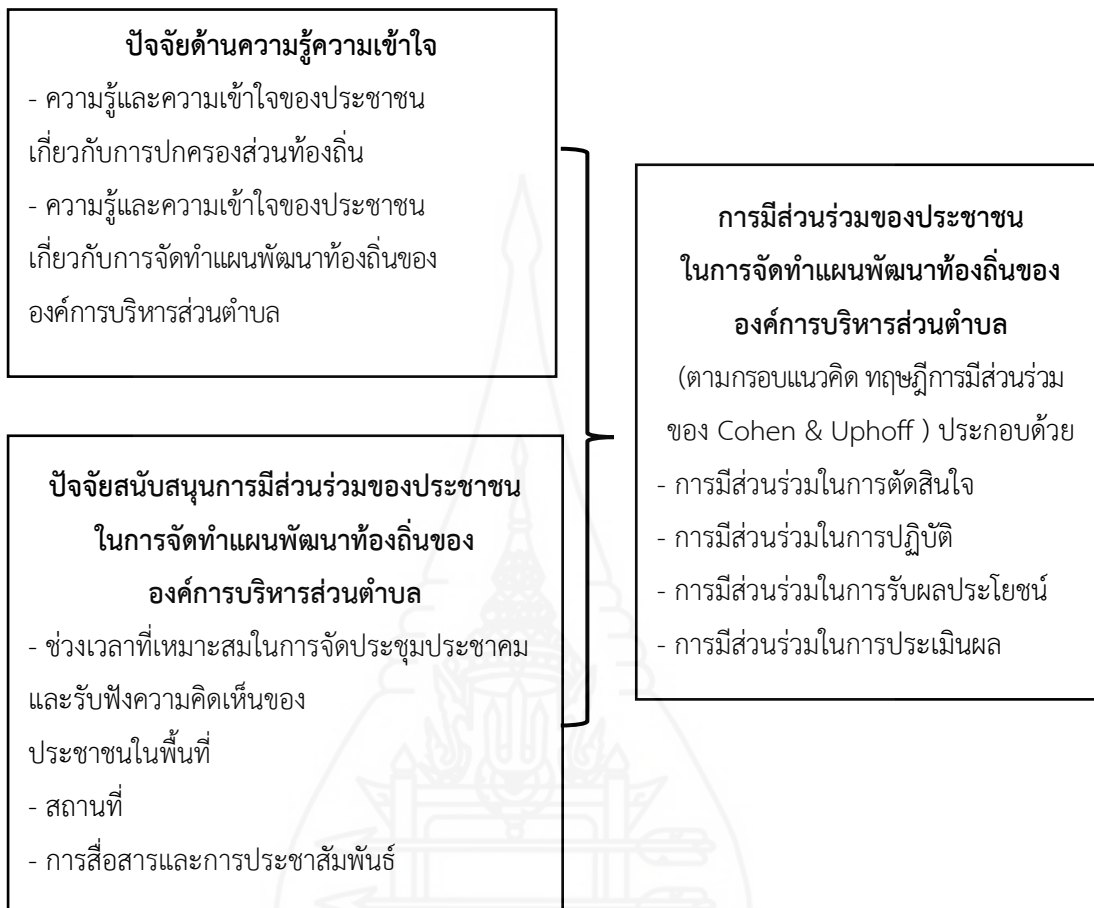 ปัจจัยด้านความรู้ความเข้าใจ
- ความรู้และความเข้าใจของประชาชน
เกี่ยวกับการปกครองส่วนท้องถิ่น
- ความรู้และความเข้าใจของประชาชน
เกี่ยวกับการจัดทำแผนพัฒนาท้องถิ่นของ
องค์การบริหารส่วนตำบล
ปัจจัยสนับสนุนการมีส่วนร่วมของประชาชน
ในการจัดทำแผนพัฒนาท้องถิ่นของ
องค์การบริหารส่วนตำบล
- ช่วงเวลาที่เหมาะสมในการจัดประชุมประชาคม
และรับฟังความคิดเห็นของ
ประชาชนในพื้นที่
- สถานที่
- การสื่อสารและการประชาสัมพันธ์
การมีส่วนร่วมของประชาชน
ในการจัดทำแผนพัฒนาท้องถิ่นของ
องค์การบริหารส่วนตำบล
(ตามกรอบแนวคิด ทฤษฎีการมีส่วนร่วม
ของ Cohen & Uphoff ) ประกอบด้วย
- การมีส่วนร่วมในการตัดสินใจ
- การมีส่วนร่วมในการปฏิบัติ
- การมีส่วนร่วมในการรับผลประโยชน์
- การมีส่วนร่วมในการประเมินผล